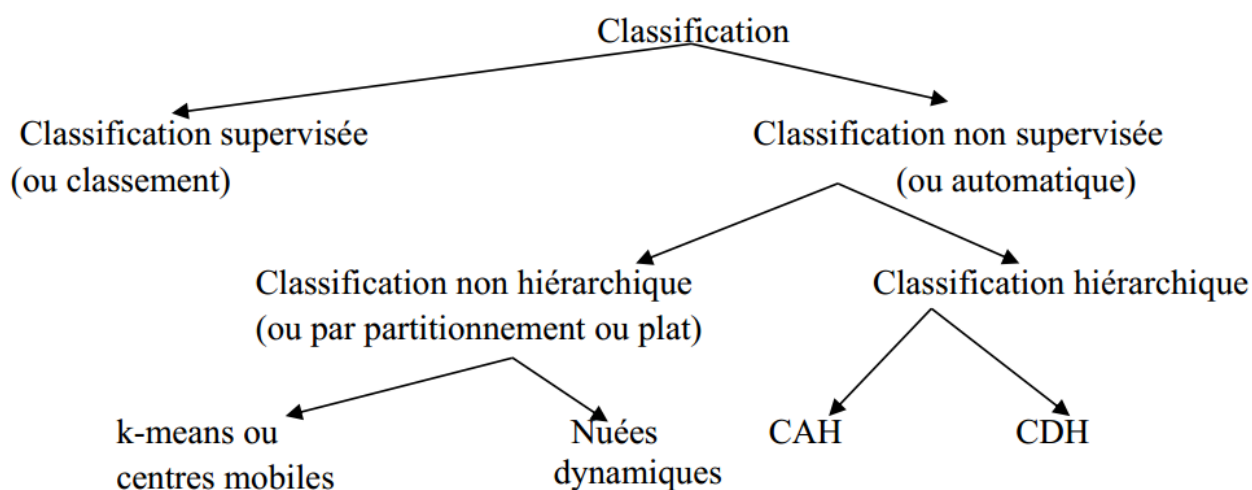 Classification
Classification supervisée
(ou classement)
Classification non supervisée
(ou automatique)
Classification non hiérarchique
(ou par partitionnement ou plat)
Classification hiérarchique
k-means ou
centres mobiles
Nuées
dynamiques
CAH
CDH